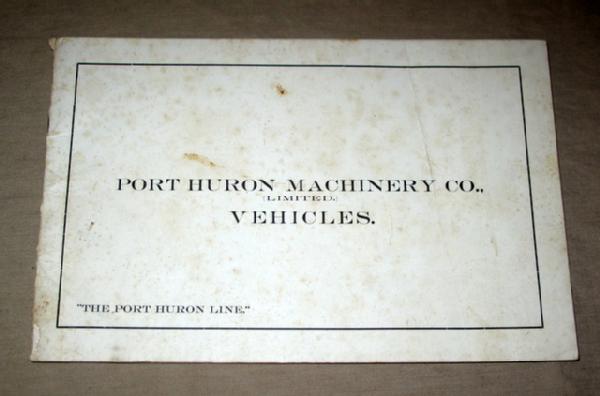 PORT HURON MACHINERY CO.,
(LIMITED.)
VEHICLES.
"THE PORT HURON LINE."